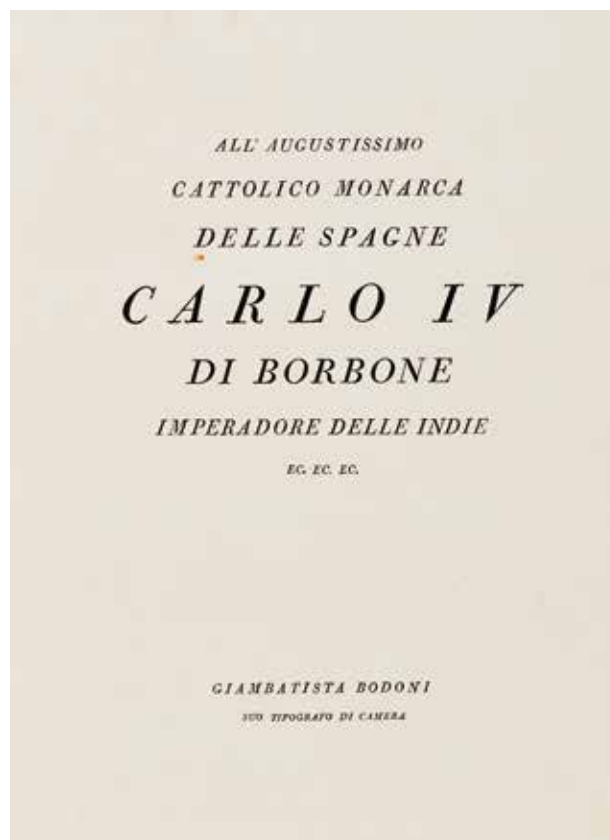 ALL' AUGUSTISSIMO
CATTOLICO MONARCA
DELLE SPAGNE
CARLO IV
DI BORBONE
IMPERADORE DELLE INDIE
EC. EC. EC.
GIAMBATISTA BODONI
SUO TIPOGRAFO DI CAMERA